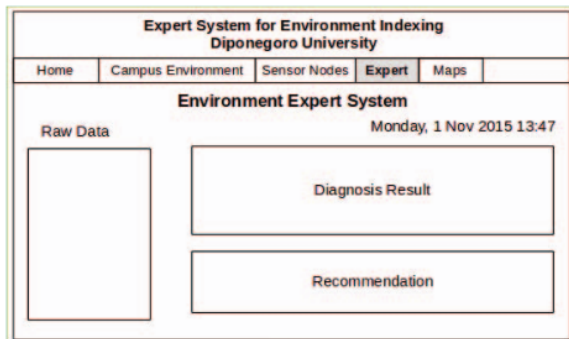 Expert System for Environment Indexing
Diponegoro University
Home Campus Environment Sensor Nodes Expert Maps
Environment Expert System
Monday, 1 Nov 2015 13:47
Raw Data
Diagnosis Result
Recommendation